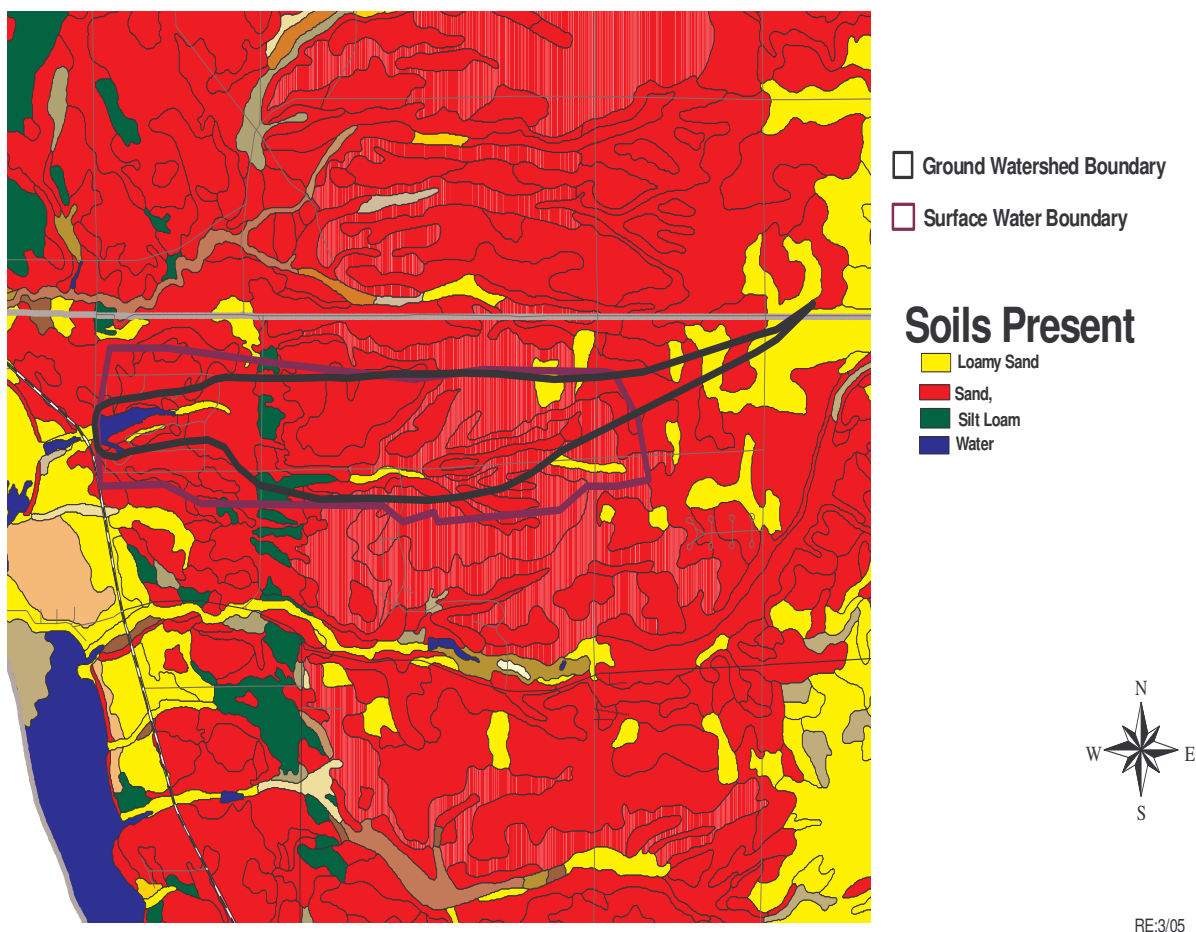 Ground Watershed Boundary
Surface Water Boundary
Soils Present
Loamy Sand
Sand,
Silt Loam
Water
N
W E
S
RE:3/05